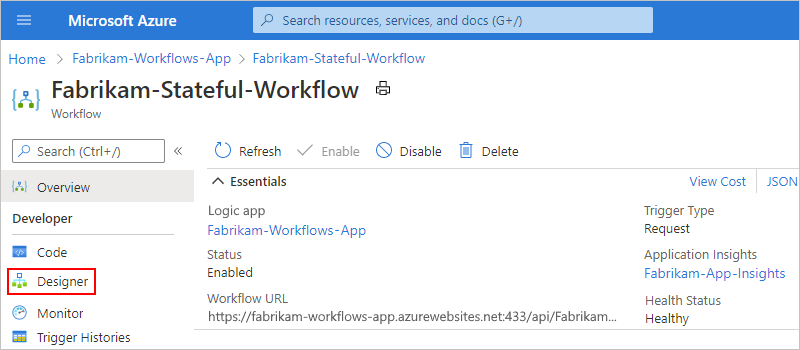 Microsoft Azure
Search resources, services, and docs (G+/)
Home > Fabrikam-Workflows-App > Fabrikam-Stateful-Workflow
Fabrikam-Stateful-Workflow
Workflow
Search (Ctrl+/) «
Refresh Enable Disable Delete
Overview
Essentials View Cost JSON
Developer
Code
Designer
Monitor
Trigger Histories
Logic app
Fabrikam-Workflows-App
Status
Enabled
Workflow URL
https://fabrikam-workflows-app.azurewebsites.net:433/api/Fabrikam...
Trigger Type
Request
Application Insights
Fabrikam-App-Insights
Health Status
Healthy